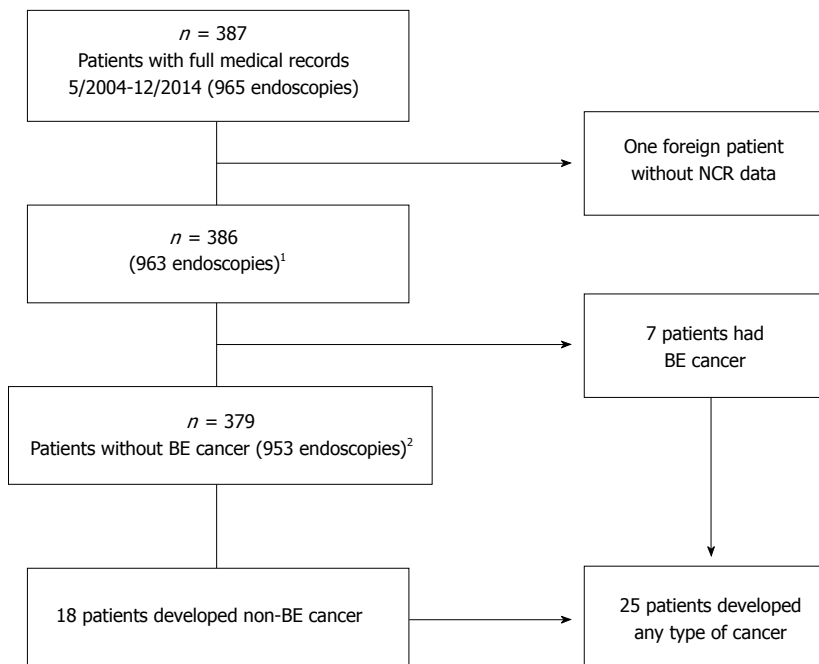 n = 387
Patients with full medical records
5/2004-12/2014 (965 endoscopies)
One foreign patient
without NCR data
n = 386
(963 endoscopies)¹
7 patients had
BE cancer
n = 379
Patients without BE cancer (953 endoscopies)²
18 patients developed non-BE cancer
25 patients developed
any type of cancer